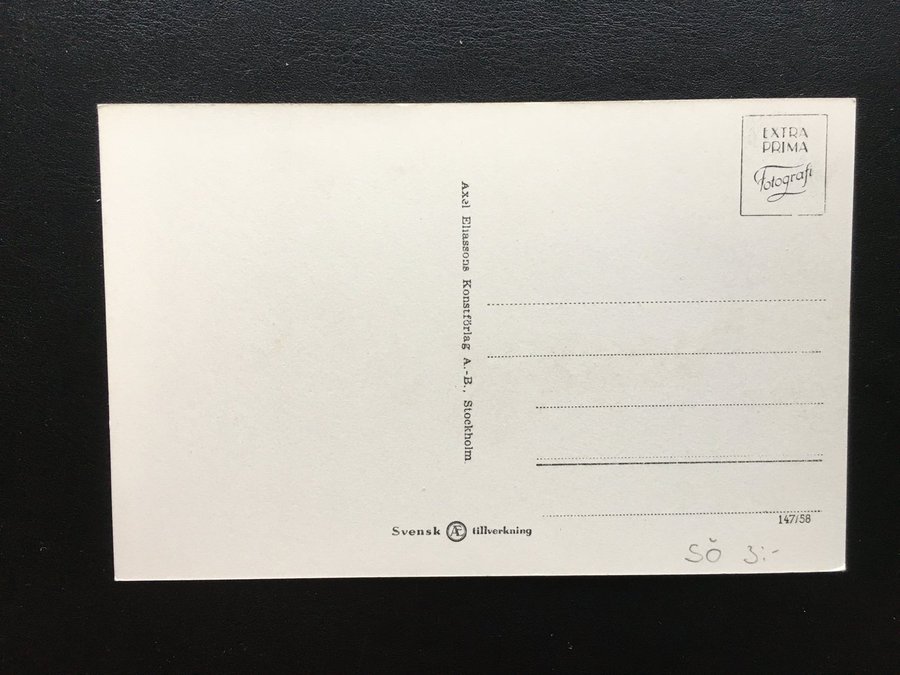 EXTRA
PRIMA
Fotografi
Axel Eliassons Konstförlag A.-B., Stockholm
147/58
Svensk Æ tillverkning
SÖ 3:-